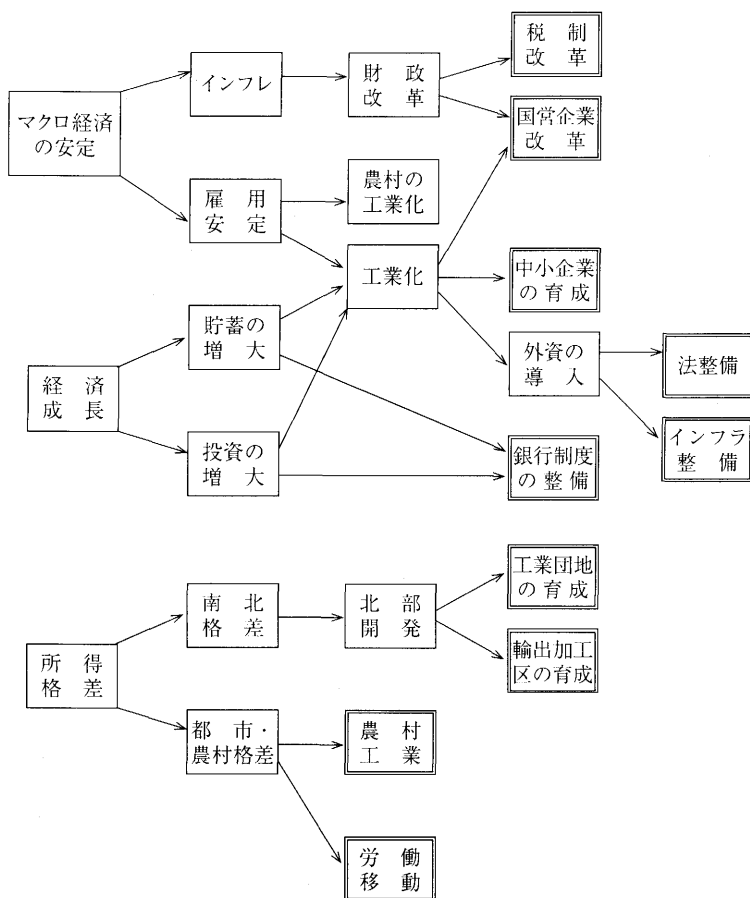 マクロ経済
の安定
インフレ
財政
改革
税制
改革
国営企業
改革
雇用
安定
農村の
工業化
工業化
中小企業
の育成
外資の
導入
法整備
インフラ
整備
経済
成長
貯蓄の
増大
投資の
増大
銀行制度
の整備
所得
格差
南北
格差
北部
開発
工業団地
の育成
輸出加工
区の育成
都市・
農村格差
農村
工業
労働
移動